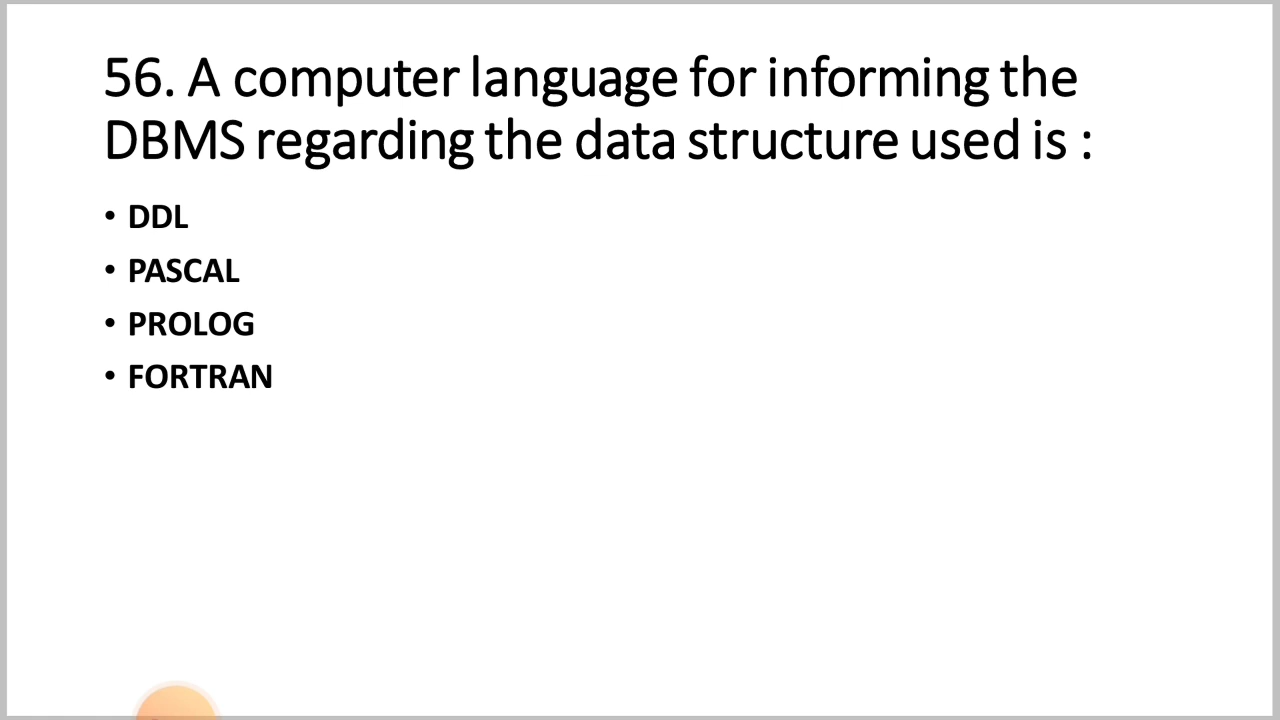 56. A computer language for informing the
DBMS regarding the data structure used is :
• DDL
• PASCAL
• PROLOG
• FORTRAN